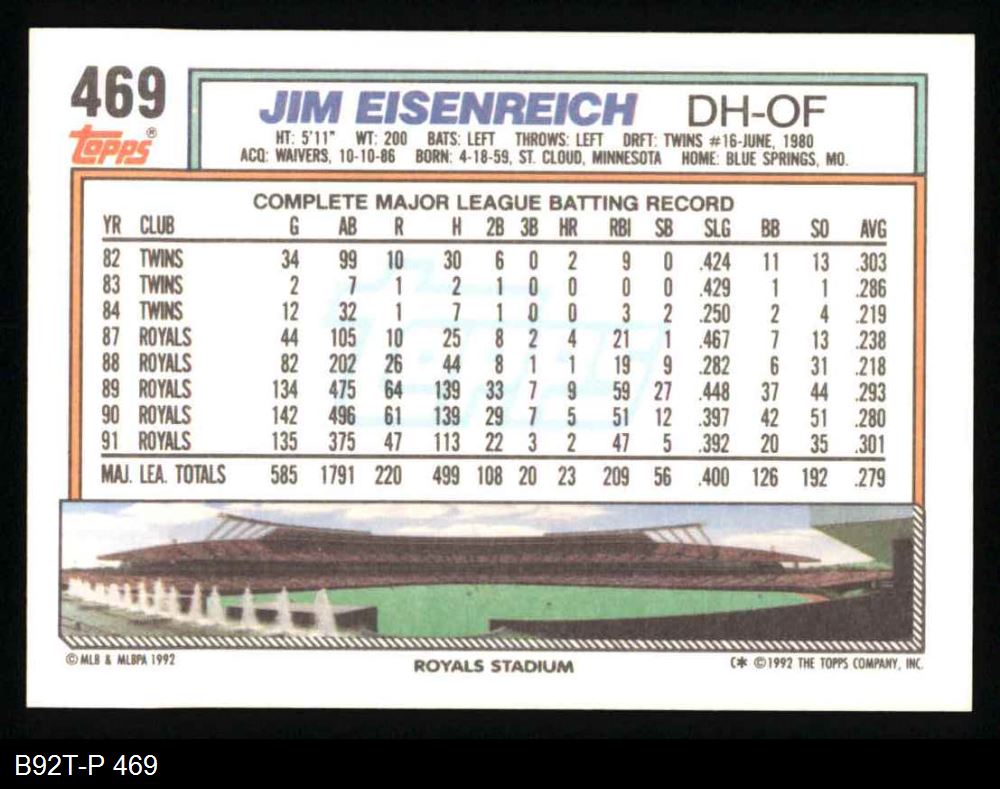 469
topps®
JIM EISENREICH DH-OF
HT: 5'11" WT: 200 BATS: LEFT THROWS: LEFT DRFT: TWINS #16-JUNE, 1980
ACQ: WAIVERS, 10-10-86 BORN: 4-18-59, ST. CLOUD, MINNESOTA HOME: BLUE SPRINGS, MO.
COMPLETE MAJOR LEAGUE BATTING RECORD
YR CLUB G AB R H 2B 3B HR RBI SB SLG BB SO AVG
82 TWINS 34 99 10 30 6 0 2 9 0 .424 11 13 .303
83 TWINS 2 7 1 2 1 0 0 0 0 .429 1 1 .286
84 TWINS 12 32 1 7 1 0 0 3 2 .250 2 4 .219
87 ROYALS 44 105 10 25 8 2 4 21 1 .467 7 13 .238
88 ROYALS 82 202 26 44 8 1 1 19 9 .282 6 31 .218
89 ROYALS 134 475 64 139 33 7 9 59 27 .448 37 44 .293
90 ROYALS 142 496 61 139 29 7 5 51 12 .397 42 51 .280
91 ROYALS 135 375 47 113 22 3 2 47 5 .392 20 35 .301
MAJ. LEA. TOTALS 585 1791 220 499 108 20 23 209 56 .400 126 192 .279
topps
© MLB & MLBPA 1992 ROYALS STADIUM C* ©1992 THE TOPPS COMPANY, INC.
B92T-P 469